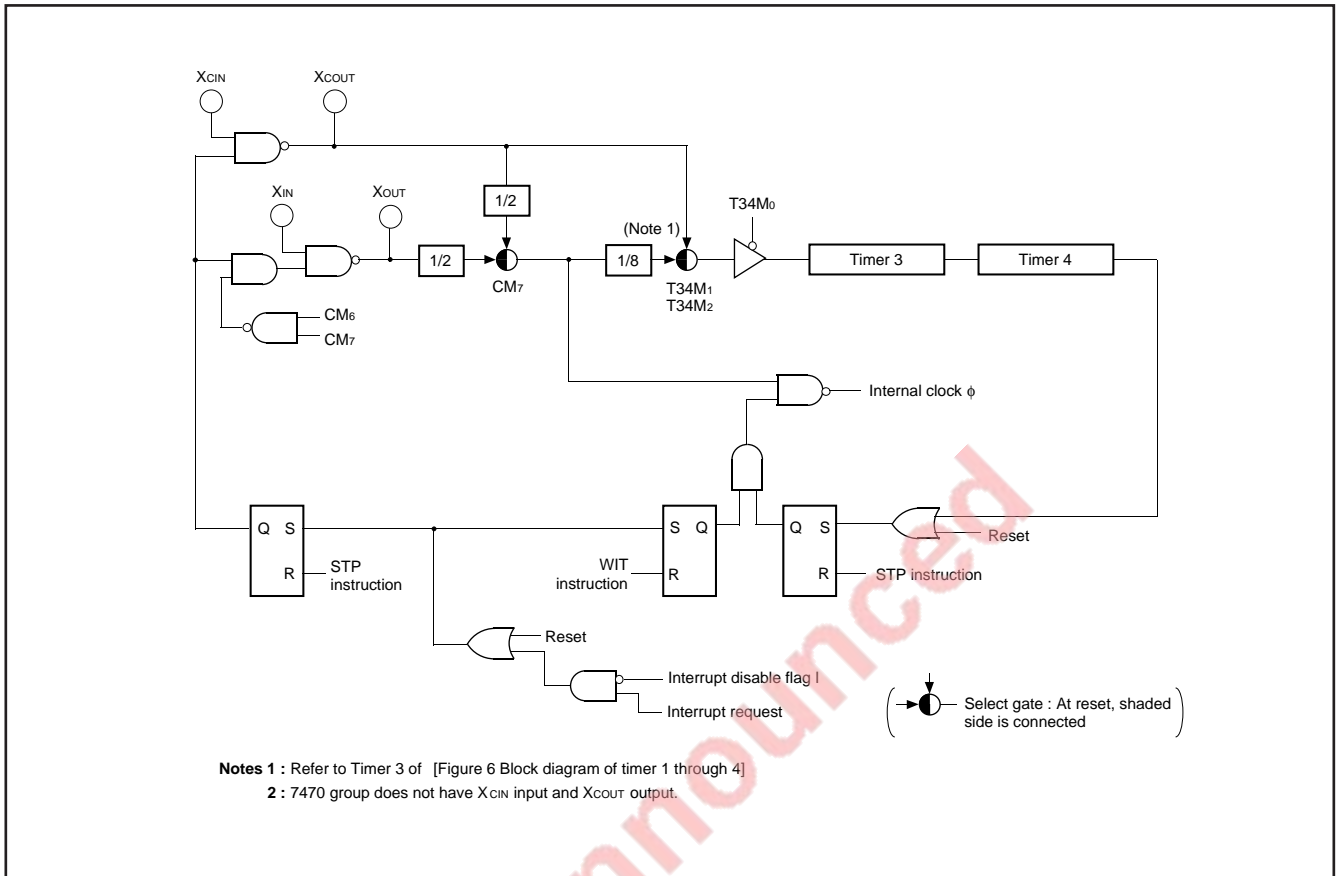 XCIN XCOUT
XIN XOUT
1/2
T34M0
(Note 1)
1/2
1/8
Timer 3
Timer 4
CM7
T34M1
T34M2
CM6
CM7
Internal clock ϕ
Q S
S Q
Q S
Reset
R
STP
instruction
WIT
instruction
R
R
STP instruction
Reset
Interrupt disable flag I
Interrupt request
Select gate : At reset, shaded
side is connected
Notes 1 : Refer to Timer 3 of [Figure 6 Block diagram of timer 1 through 4]
2 : 7470 group does not have XCIN input and XCOUT output.
nnounced